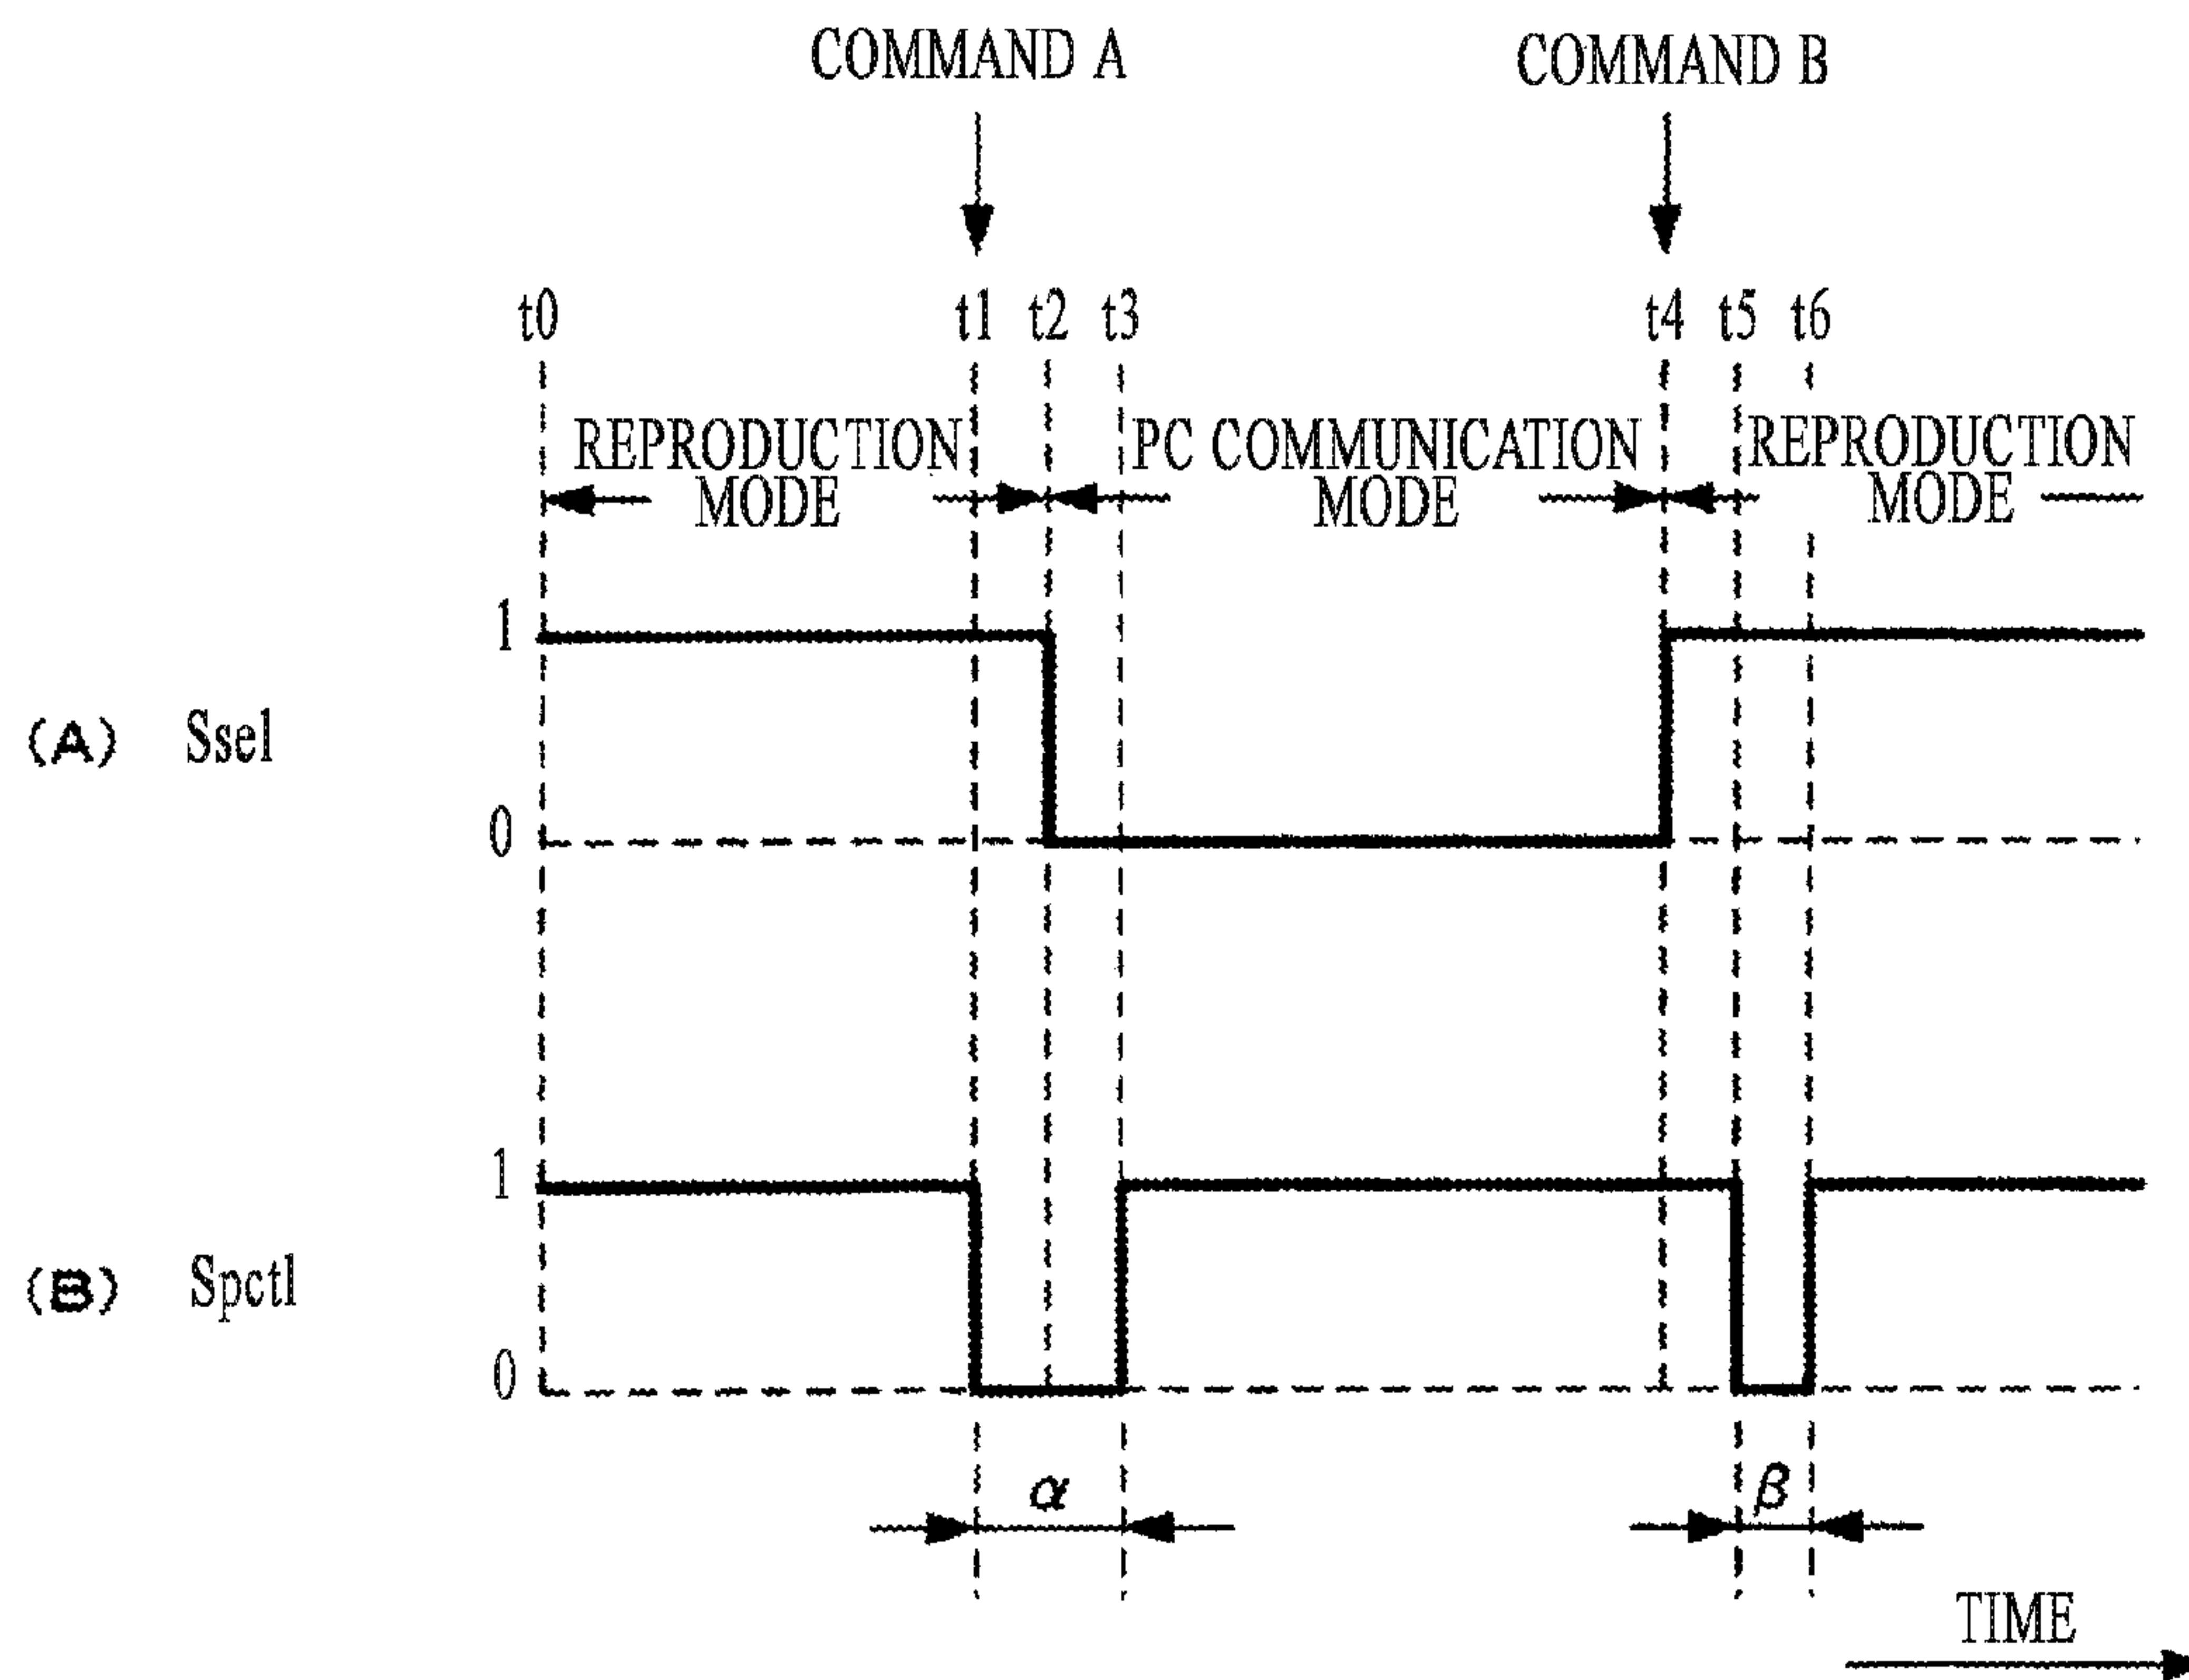 COMMAND A COMMAND B
t0 t1 t2 t3 t4 t5 t6
REPRODUCTION PC COMMUNICATION REPRODUCTION
MODE MODE MODE
1
(A) Ssel
0
1
(B) Spctl
0
α β
TIME